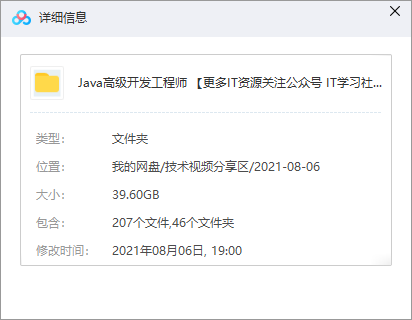 详细信息
Java高级开发工程师 【更多IT资源关注公众号 IT学习社...
类型： 文件夹
位置： 我的网盘/技术视频分享区/2021-08-06
大小： 39.60GB
包含： 207个文件,46个文件夹
修改时间： 2021年08月06日, 19:00